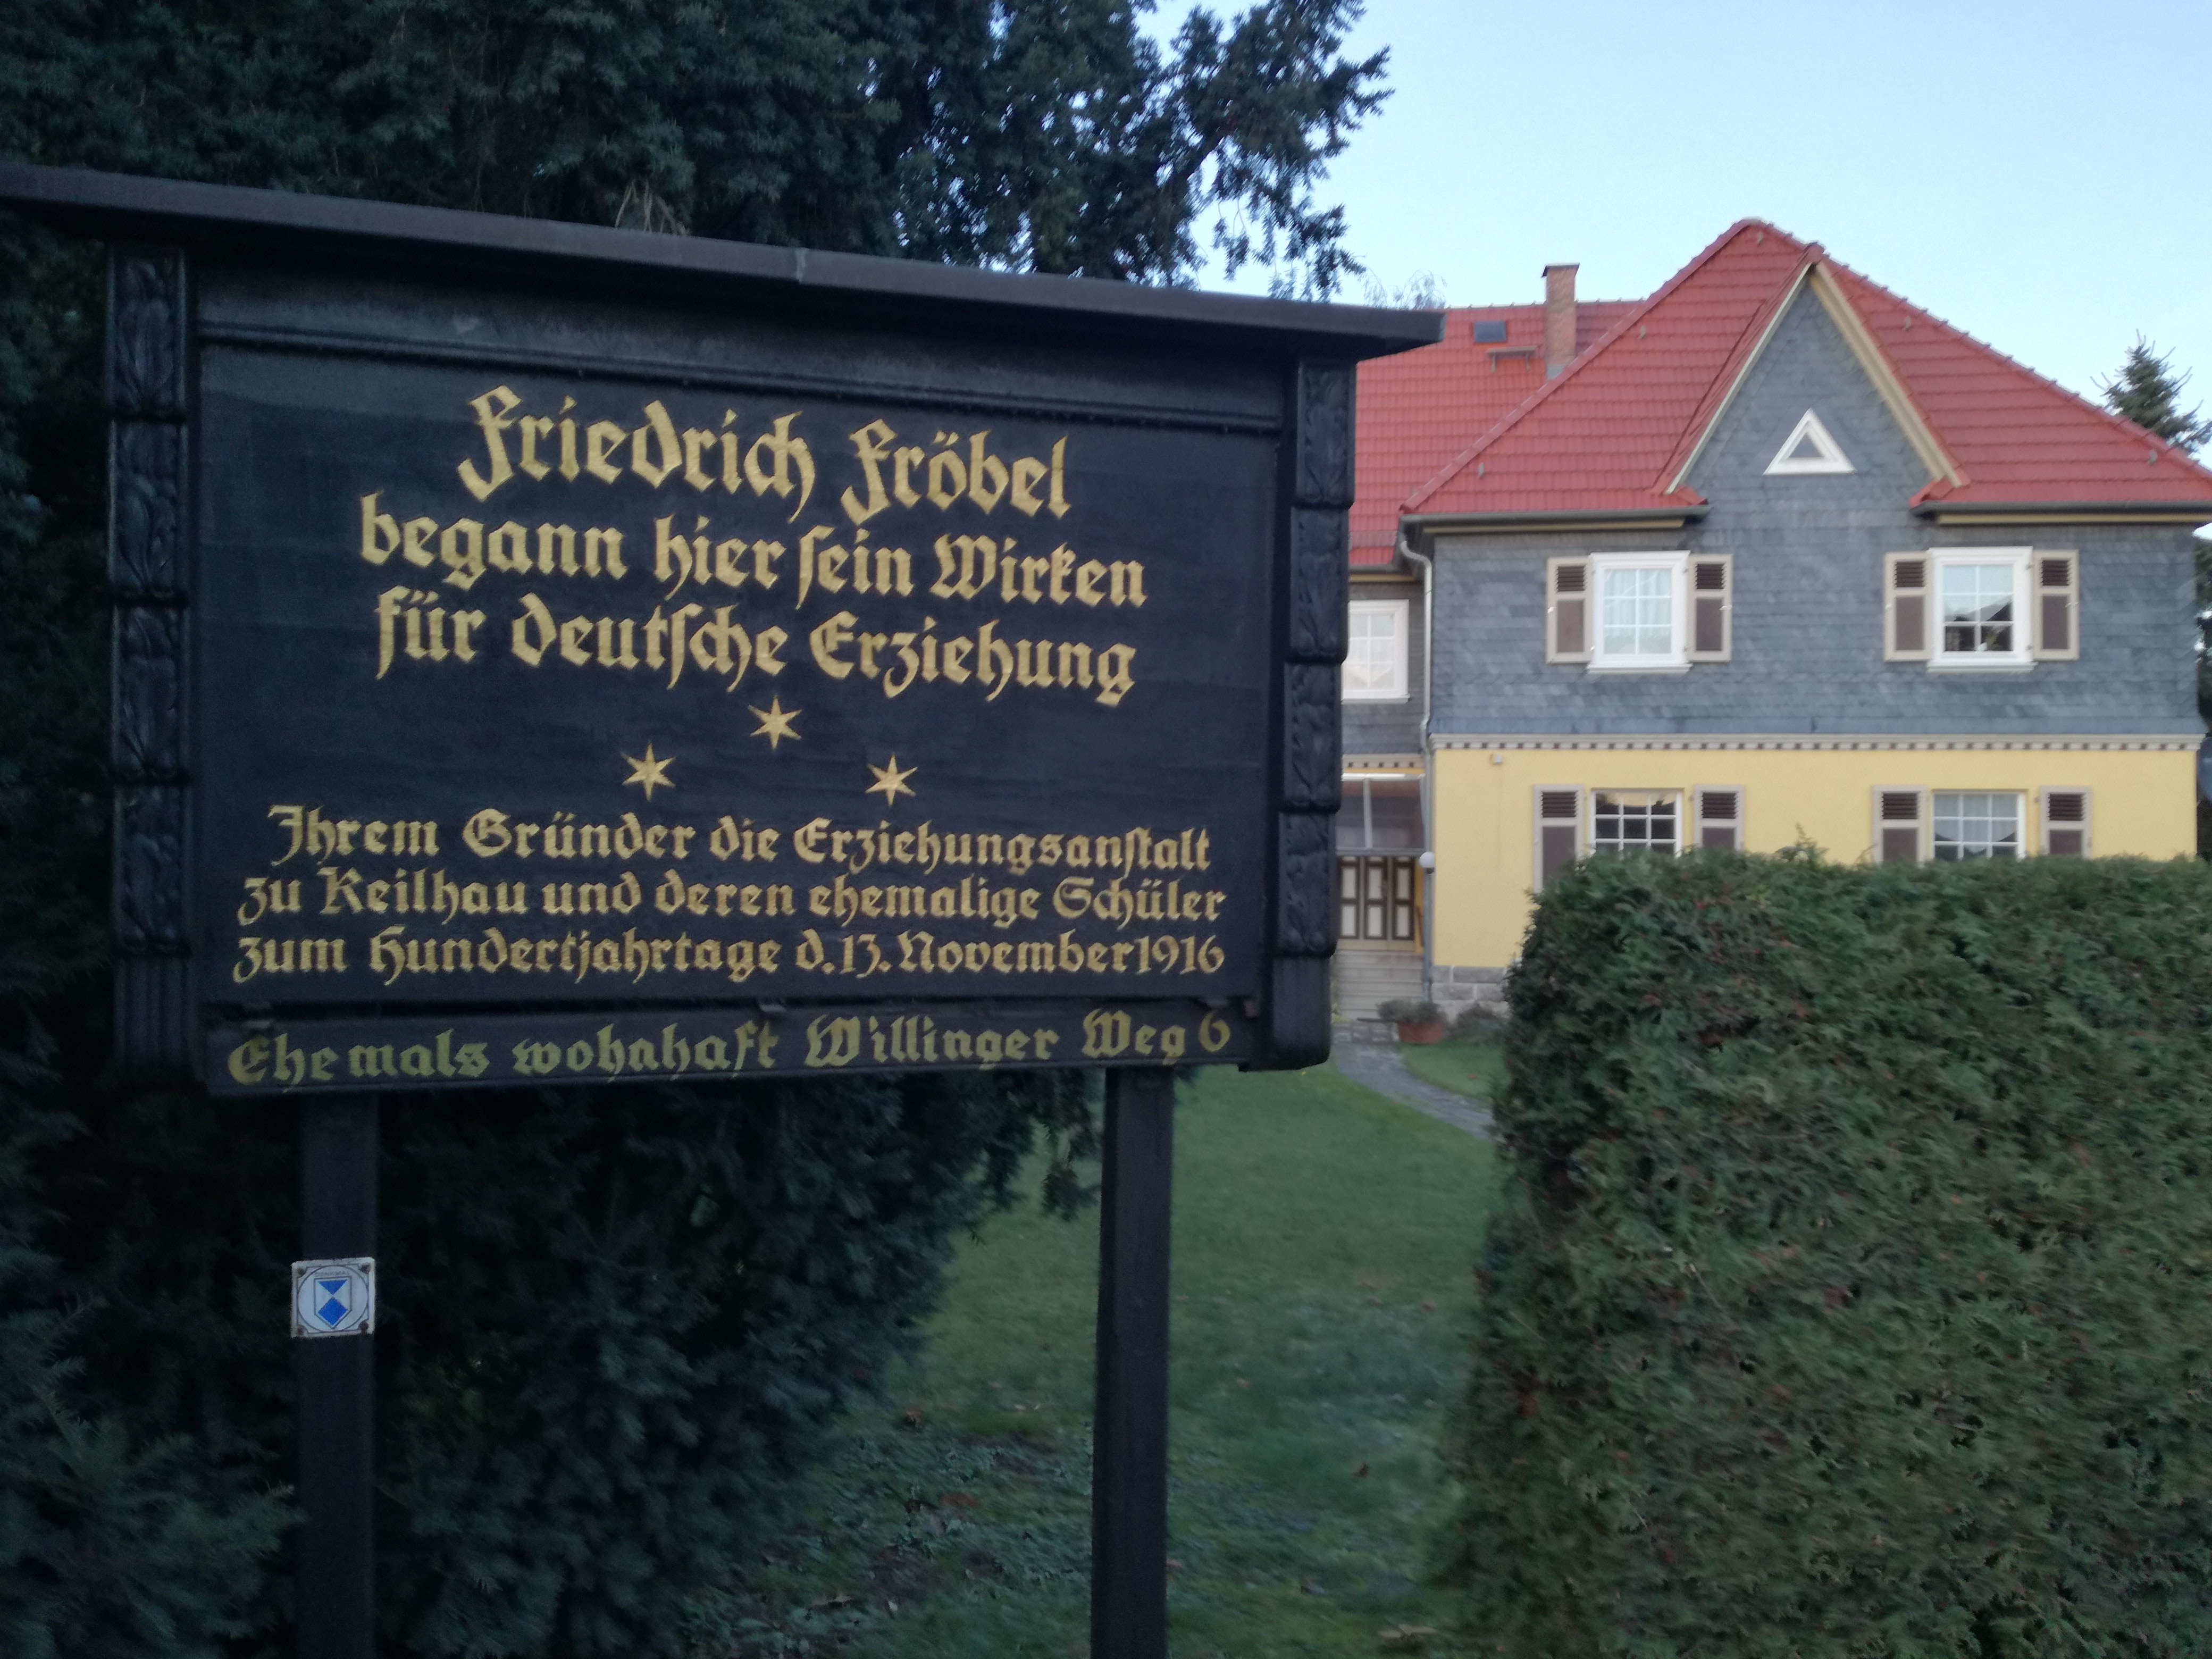 Friedrich Fröbel
begann hier ſein Wirken
für deutſche Erziehung
Ihrem Gründer die Erziehungsanſtalt
zu Keilhau und deren ehemalige Schüler
zum Hundertjahrtage d. 13. November 1916
Ehemals wohnhaft Willinger Weg 6